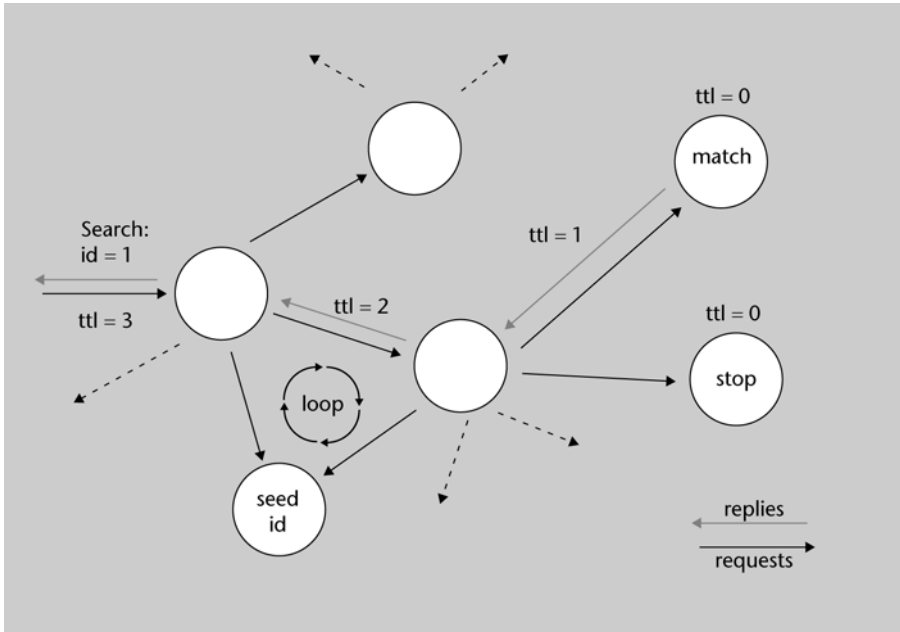 ttl = 0
match
Search:
id = 1
ttl = 1
ttl = 3
ttl = 2
ttl = 0
stop
loop
seed
id
replies
requests